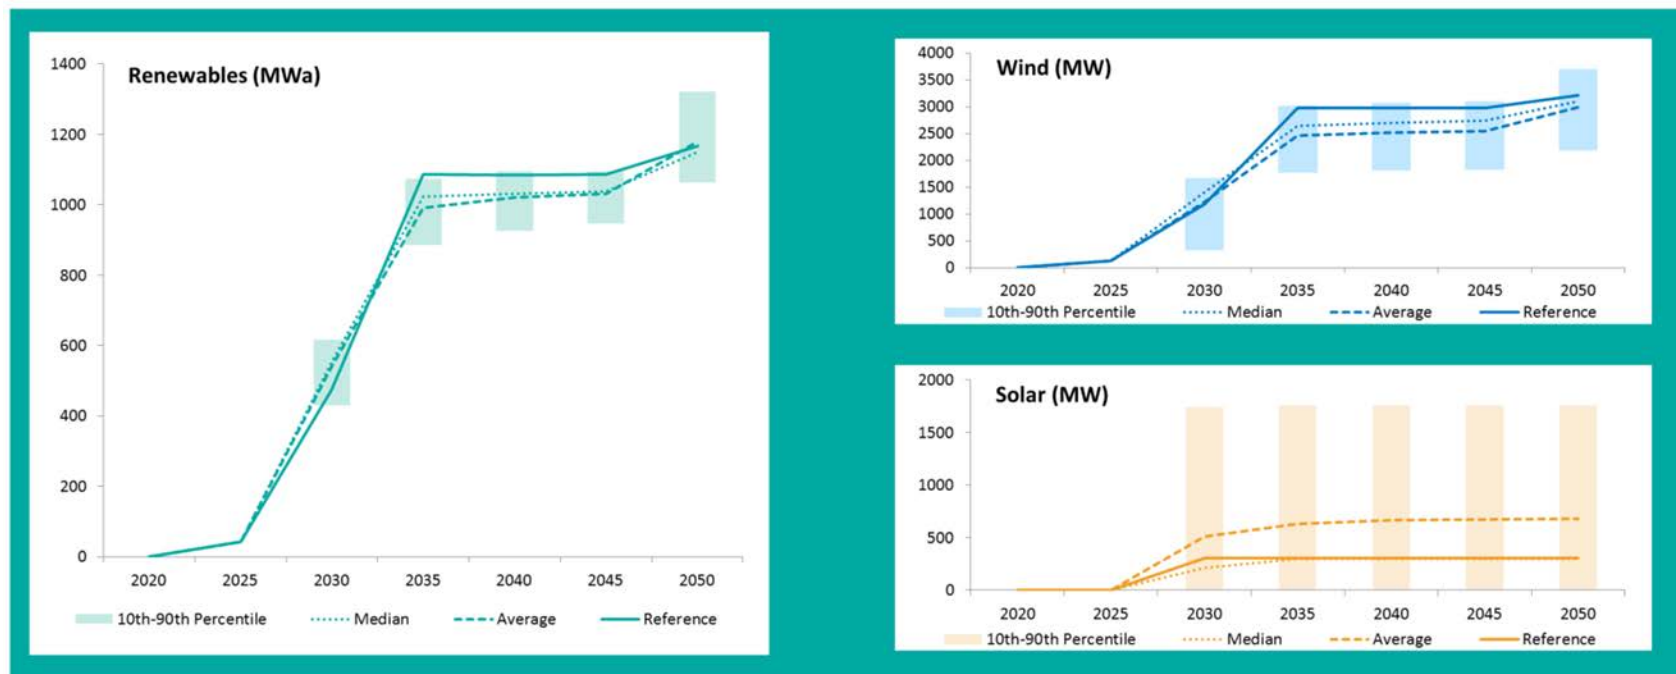 Renewables (MWa)
1400
1200
1000
800
600
400
200
0
2020 2025 2030 2035 2040 2045 2050
10th-90th Percentile Median Average Reference
Wind (MW)
4000
3500
3000
2500
2000
1500
1000
500
0
2020 2025 2030 2035 2040 2045 2050
10th-90th Percentile Median Average Reference
Solar (MW)
2000
1500
1000
500
0
2020 2025 2030 2035 2040 2045 2050
10th-90th Percentile Median Average Reference